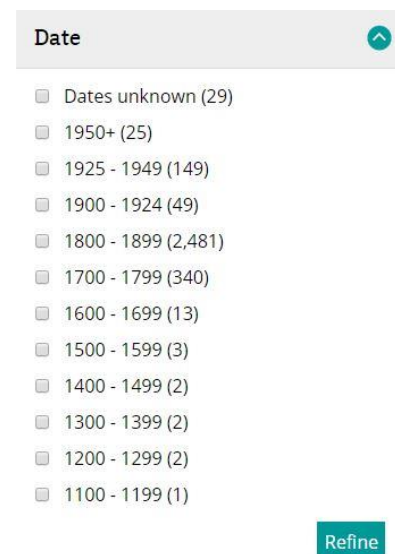 Date
Dates unknown (29)
1950+ (25)
1925 - 1949 (149)
1900 - 1924 (49)
1800 - 1899 (2,481)
1700 - 1799 (340)
1600 - 1699 (13)
1500 - 1599 (3)
1400 - 1499 (2)
1300 - 1399 (2)
1200 - 1299 (2)
1100 - 1199 (1)
Refine